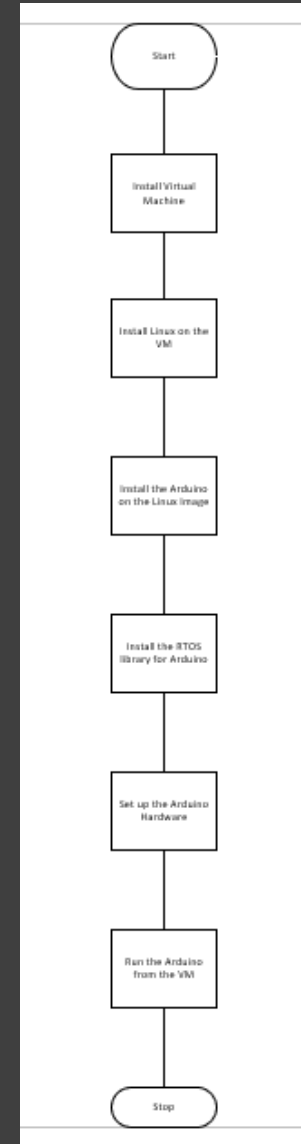 Start
Install Virtual
Machine
Install Linux on the
VM
Install the Arduino
on the Linux Image
Install the RTOS
library for Arduino
Set up the Arduino
Hardware
Run the Arduino
from the VM
Stop